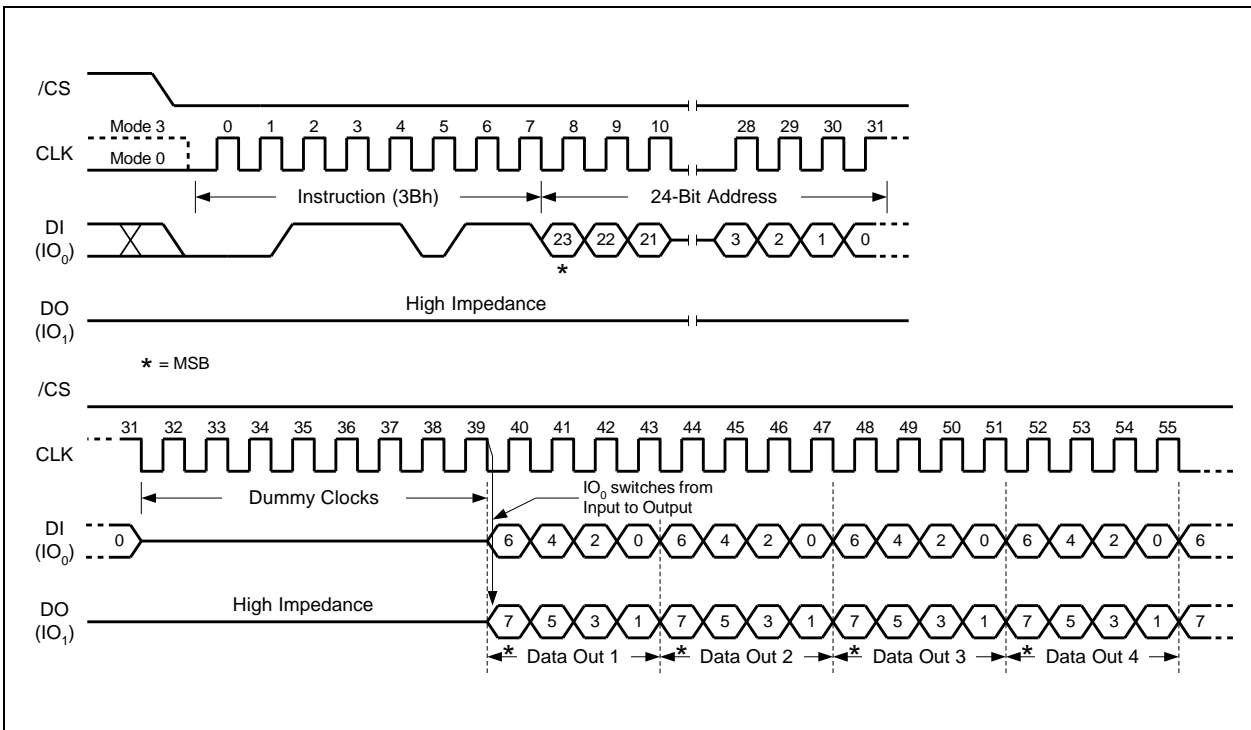 /CS
Mode 3 0 1 2 3 4 5 6 7 8 9 10 28 29 30 31
CLK
Mode 0
Instruction (3Bh) 24-Bit Address
DI
(IO0) 23 22 21 3 2 1 0
*
High Impedance
DO
(IO1)
* = MSB
/CS
31 32 33 34 35 36 37 38 39 40 41 42 43 44 45 46 47 48 49 50 51 52 53 54 55
CLK
Dummy Clocks
IO0 switches from
Input to Output
DI
(IO0) 0 6 4 2 0 6 4 2 0 6 4 2 0 6 4 2 0 6
High Impedance
DO
(IO1) 7 5 3 1 7 5 3 1 7 5 3 1 7 5 3 1 7
* Data Out 1 * Data Out 2 * Data Out 3 * Data Out 4